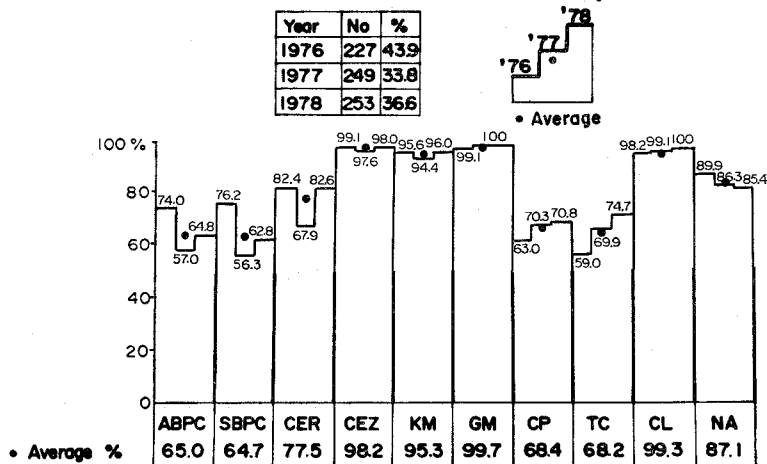 Year No %
1976 227 43.9
1977 249 33.8
1978 253 36.6
'78
'77
'76
• Average
100 %
80
60
40
20
0
74.0 57.0 64.8
76.2 56.3 62.8
82.4 67.9 82.6
99.1 97.6 98.0
95.6 94.4 96.0
99.1 100
63.0 70.3 70.8
59.0 69.9 74.7
98.2 99.1 100
89.9 86.3 85.4
ABPC SBPC CER CEZ KM GM CP TC CL NA
• Average % 65.0 64.7 77.5 98.2 95.3 99.7 68.4 68.2 99.3 87.1